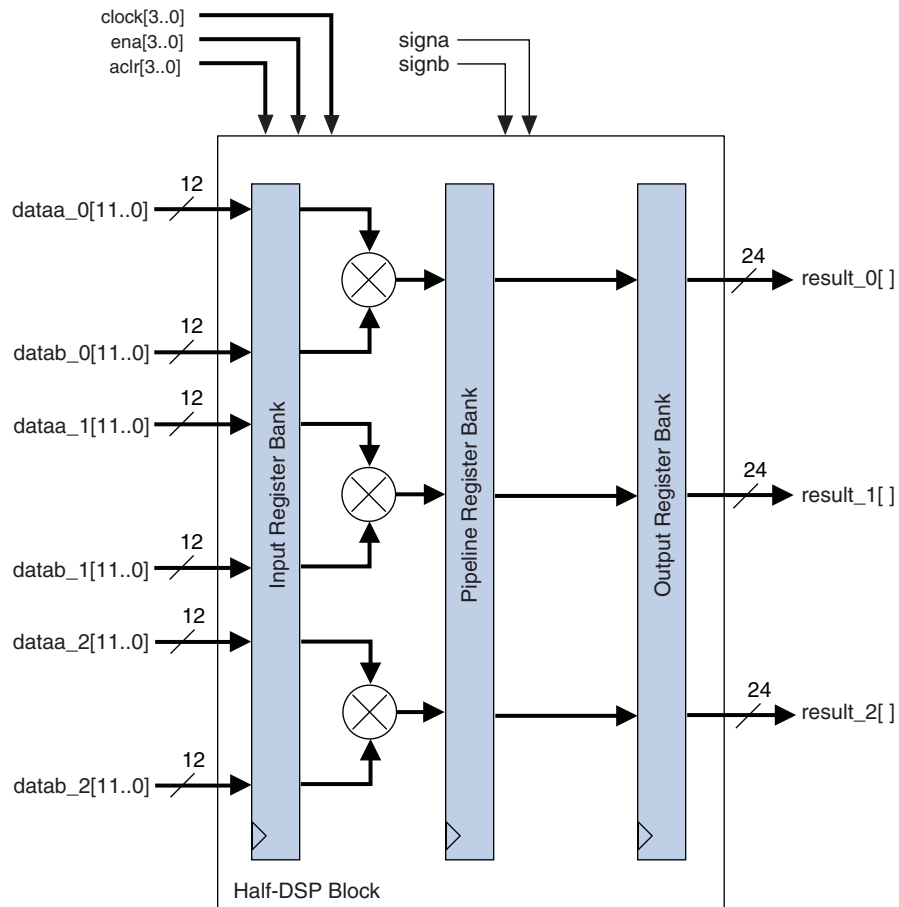 clock[3..0]
ena[3..0]
aclr[3..0]
signa
signb
12
dataa_0[11..0]
12
datab_0[11..0]
12
dataa_1[11..0]
12
datab_1[11..0]
12
dataa_2[11..0]
12
datab_2[11..0]
Input Register Bank
Pipeline Register Bank
Output Register Bank
24
result_0[ ]
24
result_1[ ]
24
result_2[ ]
Half-DSP Block